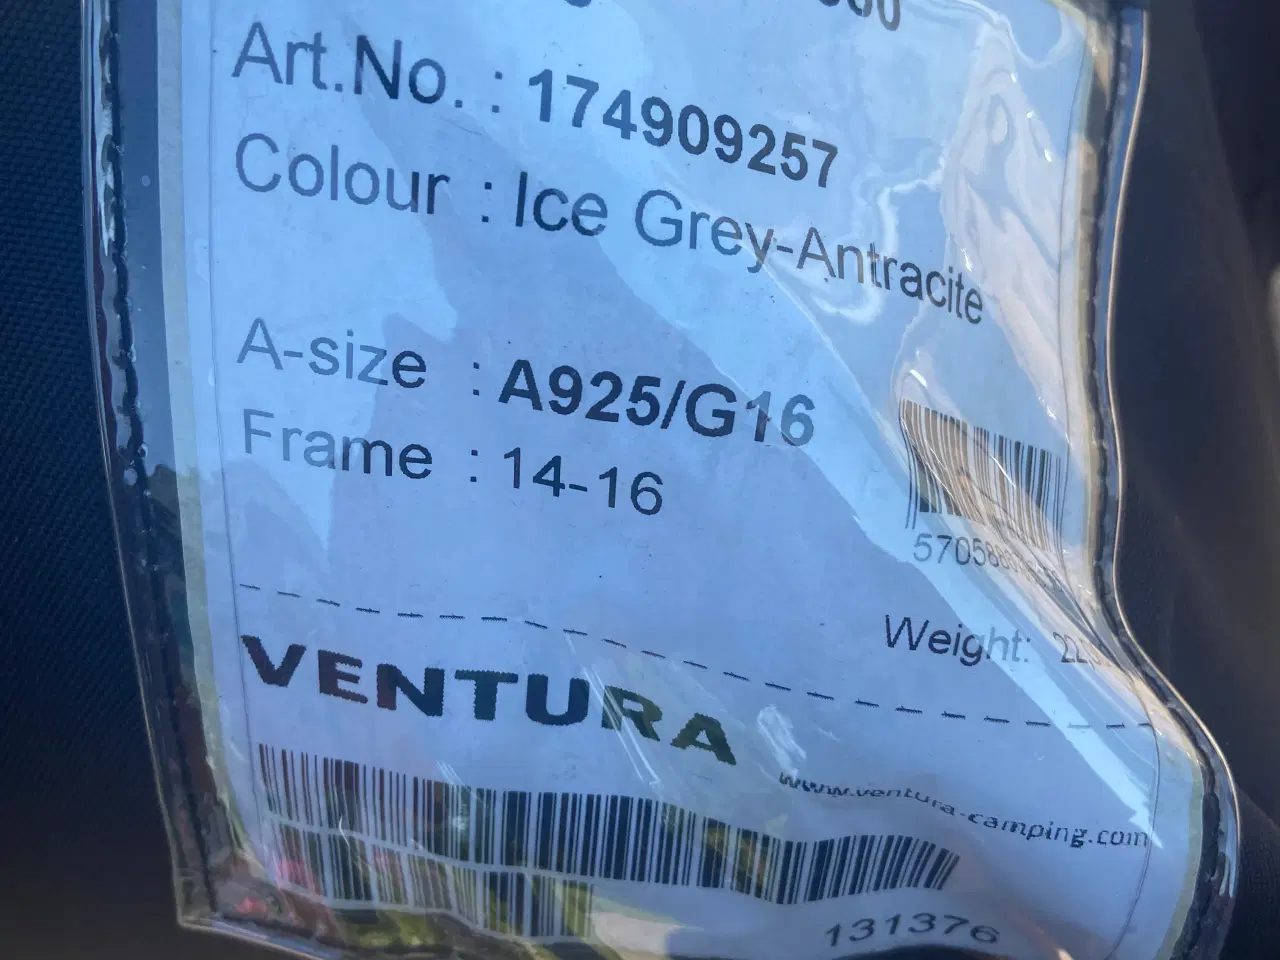 Art.No. : 174909257
Colour : Ice Grey-Antracite
A-size : A925/G16
Frame : 14-16
Weight:
VENTURA
www.ventura-camping.com
131376